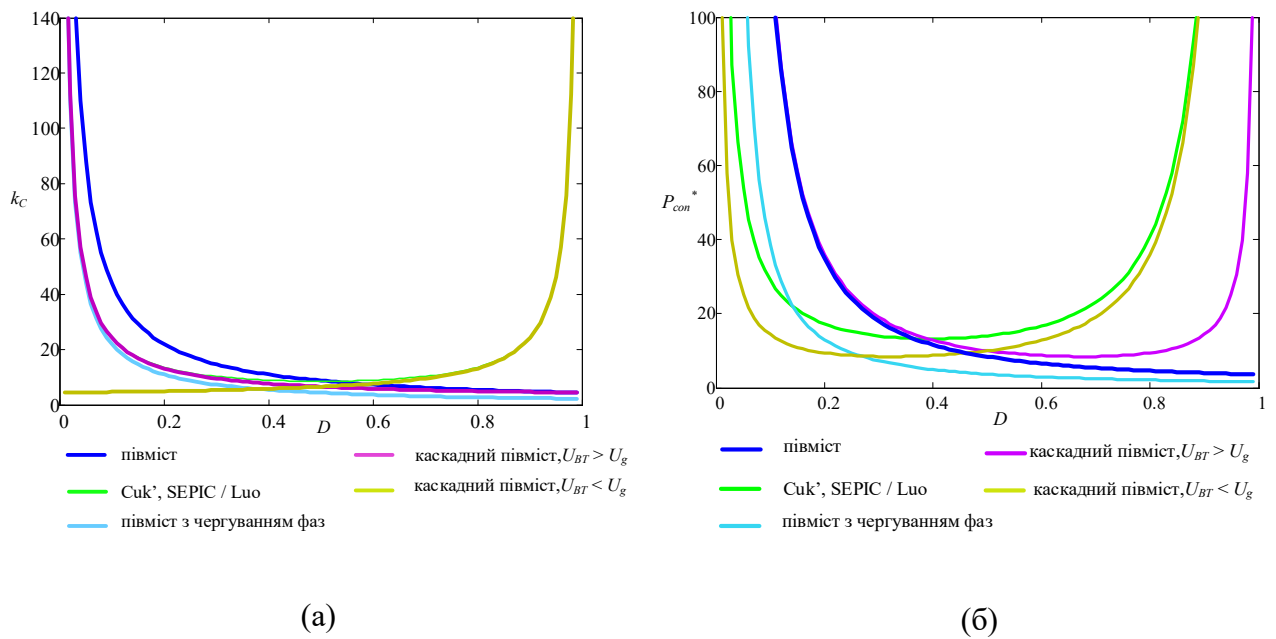 140
120
100
80
k_C
60
40
20
0
0
0.2
0.4
0.6
0.8
1
D
півміст
каскадний півміст,U_BT > U_g
Cuk’, SEPIC / Luo
каскадний півміст,U_BT < U_g
півміст з чергуванням фаз
(а)
100
80
60
P_con*
40
20
0
0
0.2
0.4
0.6
0.8
1
D
півміст
каскадний півміст,U_BT > U_g
Cuk’, SEPIC / Luo
каскадний півміст,U_BT < U_g
півміст з чергуванням фаз
(б)